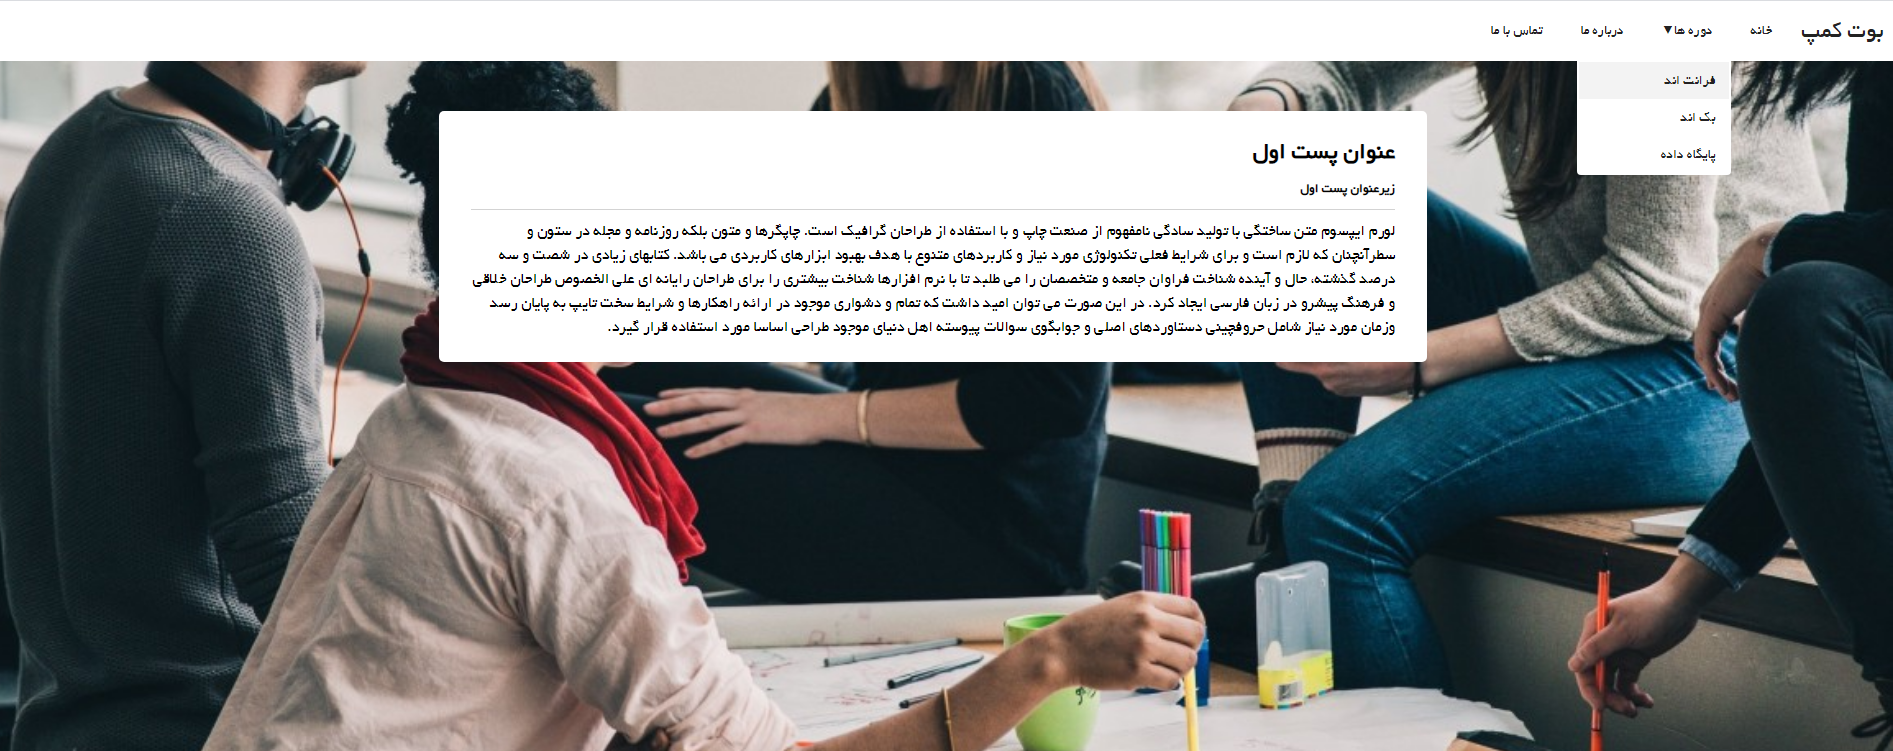 بوت کمپ
خانه
دوره ها▼
درباره ما
تماس با ما
فرانت اند
بک اند
پایگاه داده
عنوان پست اول
زیرعنوان پست اول
لورم ایپسوم متن ساختگی با تولید سادگی نامفهوم از صنعت چاپ و با استفاده از طراحان گرافیک است. چاپگرها و متون بلکه روزنامه و مجله در ستون و
سطرآنچنان که لازم است و برای شرایط فعلی تکنولوژی مورد نیاز و کاربردهای متنوع با هدف بهبود ابزارهای کاربردی می باشد. کتابهای زیادی در شصت و سه
درصد گذشته، حال و آینده شناخت فراوان جامعه و متخصصان را می طلبد تا با نرم افزارها شناخت بیشتری را برای طراحان رایانه ای علی الخصوص طراحان خلاقی
و فرهنگ پیشرو در زبان فارسی ایجاد کرد. در این صورت می توان امید داشت که تمام و دشواری موجود در ارائه راهکارها و شرایط سخت تایپ به پایان رسد
وزمان مورد نیاز شامل حروفچینی دستاوردهای اصلی و جوابگوی سوالات پیوسته اهل دنیای موجود طراحی اساسا مورد استفاده قرار گیرد.